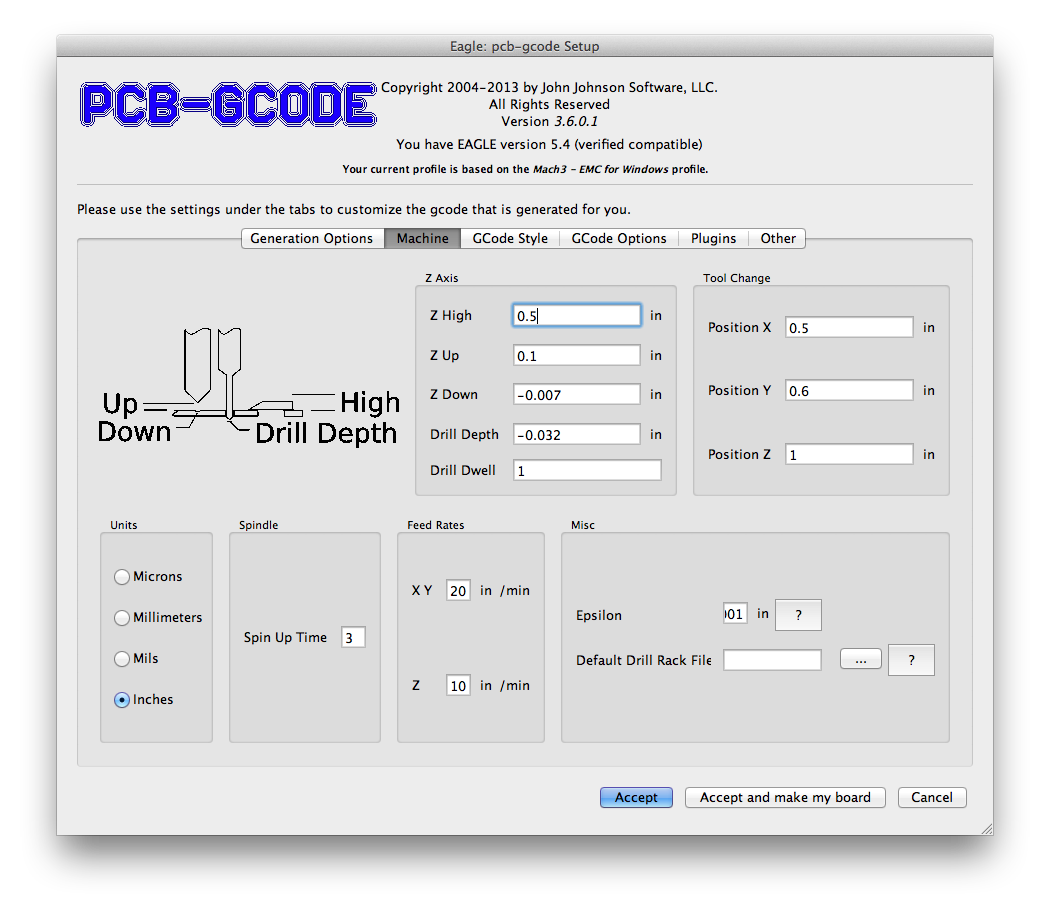 Eagle: pcb-gcode Setup
PCB-GCODE
Copyright 2004-2013 by John Johnson Software, LLC.
All Rights Reserved
Version 3.6.0.1
You have EAGLE version 5.4 (verified compatible)
Your current profile is based on the Mach3 - EMC for Windows profile.
Please use the settings under the tabs to customize the gcode that is generated for you.
Generation Options Machine GCode Style GCode Options Plugins Other
Up
Down
High
Drill Depth
Z Axis
Z High 0.5 in
Z Up 0.1 in
Z Down -0.007 in
Drill Depth -0.032 in
Drill Dwell 1
Tool Change
Position X 0.5 in
Position Y 0.6 in
Position Z 1 in
Units
Microns
Millimeters
Mils
Inches
Spindle
Spin Up Time 3
Feed Rates
X Y 20 in /min
Z 10 in /min
Misc
Epsilon 001 in ?
Default Drill Rack File ... ?
Accept Accept and make my board Cancel